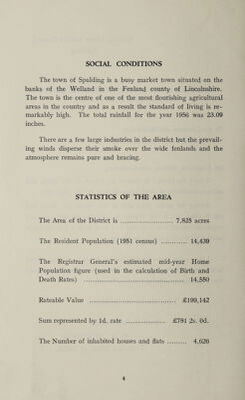 SOCIAL CONDITIONS
The town of Spalding is a busy market town situated on the
banks of the Welland in the Fenland county of Lincolnshire.
The town is the centre of one of the most flourishing agricultural
areas in the country and as a result the standard of living is re-
markably high. The total rainfall for the year 1956 was 23.09
inches.
There are a few large industries in the district but the prevail-
ing winds disperse their smoke over the wide fenlands and the
atmosphere remains pure and bracing.
STATISTICS OF THE AREA
The Area of the District is ........................ 7,825 acres
The Resident Population (1951 census) ............ 14,439
The Registrar General's estimated mid-year Home
Population figure (used in the calculation of Birth and
Death Rates) ............................................ 14,550
Rateable Value ........................................ £199,142
Sum represented by 1d. rate .................. £781 2s. 0d.
The Number of inhabited houses and flats ......... 4,626
4